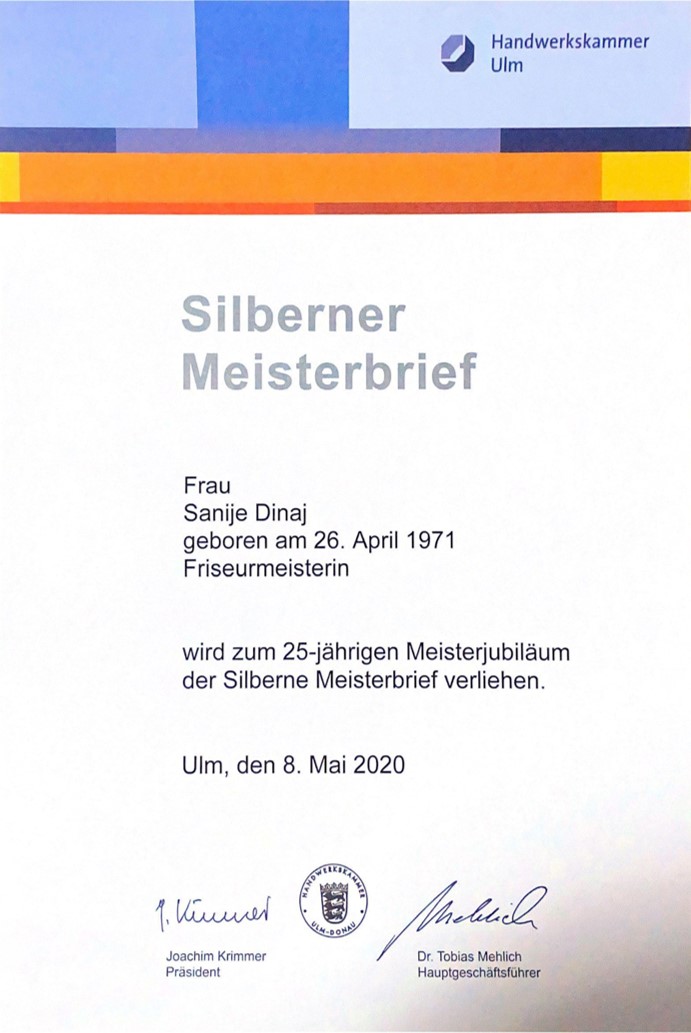 Handwerkskammer
Ulm
Silberner
Meisterbrief
Frau
Sanije Dinaj
geboren am 26. April 1971
Friseurmeisterin
wird zum 25-jährigen Meisterjubiläum
der Silberne Meisterbrief verliehen.
Ulm, den 8. Mai 2020
J. Krimmer
HANDWERKSKAMMER
ULM-DONAU
Mehlich
Joachim Krimmer
Präsident
Dr. Tobias Mehlich
Hauptgeschäftsführer